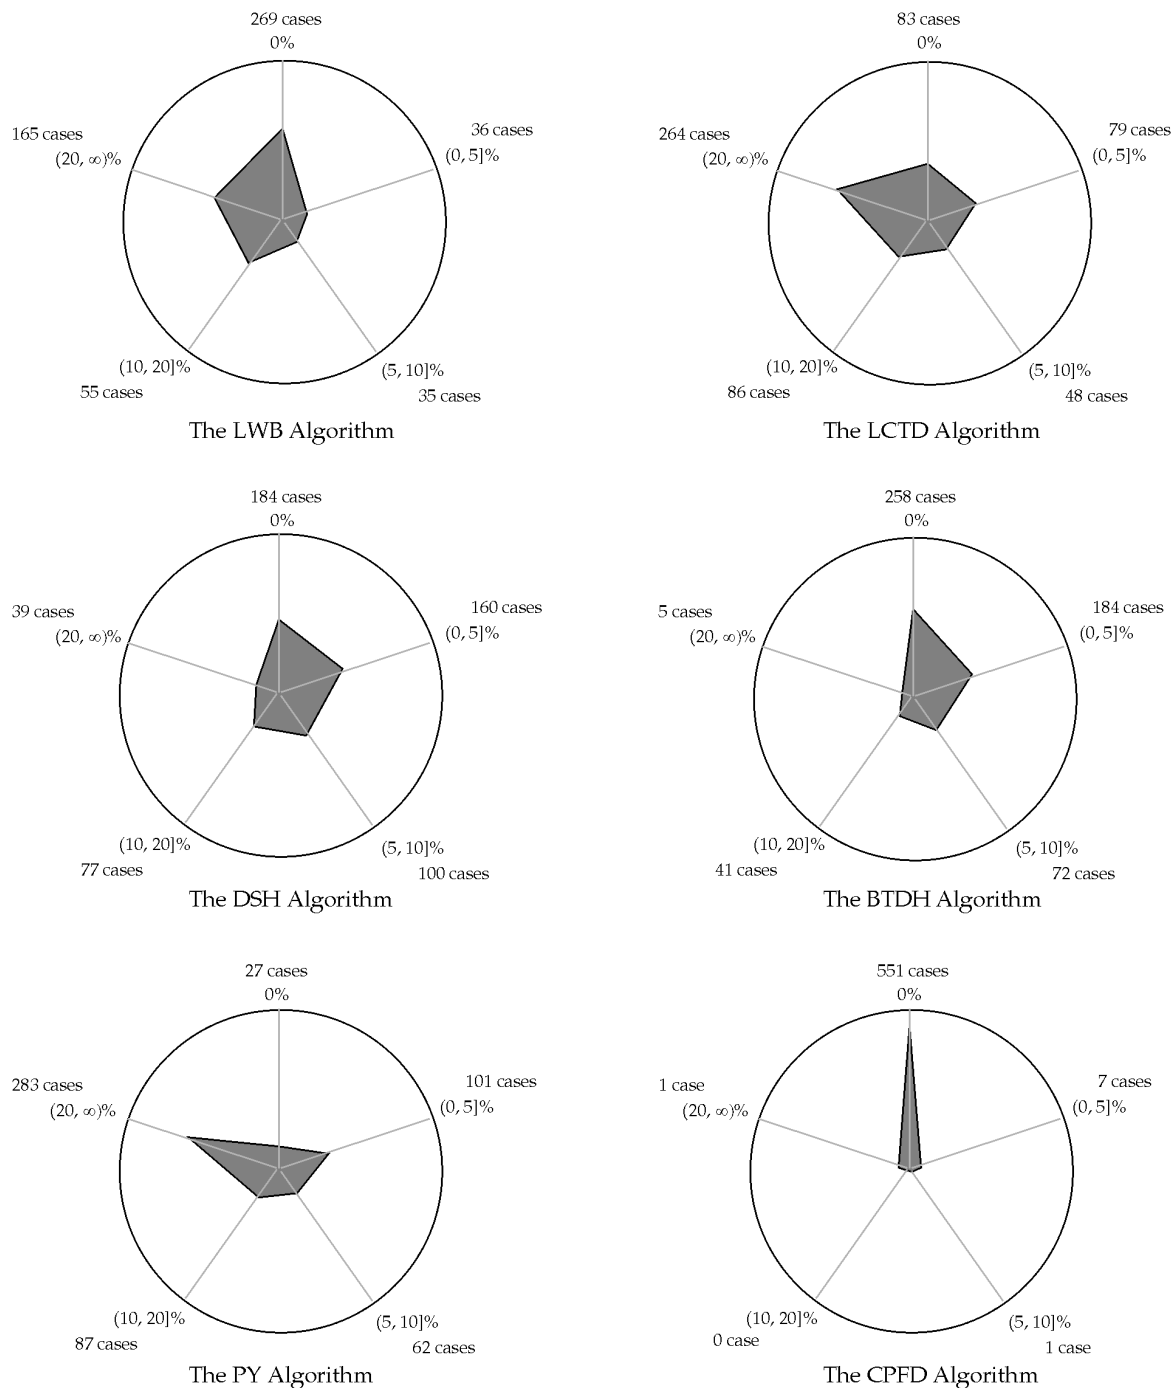 269 cases
0%
36 cases
(0, 5]%
165 cases
(20, ∞)%
(10, 20]%
55 cases
(5, 10]%
35 cases
The LWB Algorithm
83 cases
0%
79 cases
(0, 5]%
264 cases
(20, ∞)%
(10, 20]%
86 cases
(5, 10]%
48 cases
The LCTD Algorithm
184 cases
0%
160 cases
(0, 5]%
39 cases
(20, ∞)%
(10, 20]%
77 cases
(5, 10]%
100 cases
The DSH Algorithm
258 cases
0%
184 cases
(0, 5]%
5 cases
(20, ∞)%
(10, 20]%
41 cases
(5, 10]%
72 cases
The BTDH Algorithm
27 cases
0%
101 cases
(0, 5]%
283 cases
(20, ∞)%
(10, 20]%
87 cases
(5, 10]%
62 cases
The PY Algorithm
551 cases
0%
7 cases
(0, 5]%
1 case
(20, ∞)%
(10, 20]%
0 case
(5, 10]%
1 case
The CPFD Algorithm